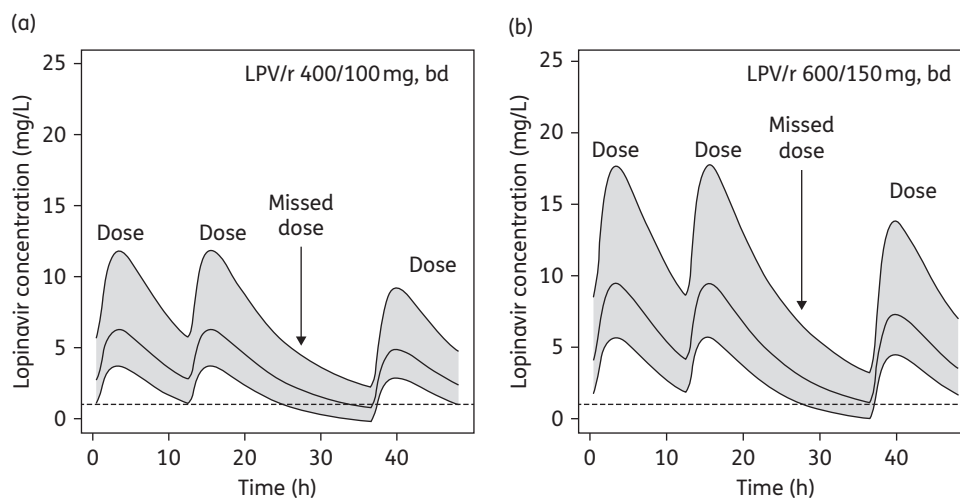 (a)
LPV/r 400/100 mg, bd
Lopinavir concentration (mg/L)
25
20
15
10
5
0
Dose
Dose
Missed
dose
Dose
0
10
20
30
40
Time (h)
(b)
LPV/r 600/150 mg, bd
Lopinavir concentration (mg/L)
25
20
15
10
5
0
Dose
Dose
Missed
dose
Dose
0
10
20
30
40
Time (h)